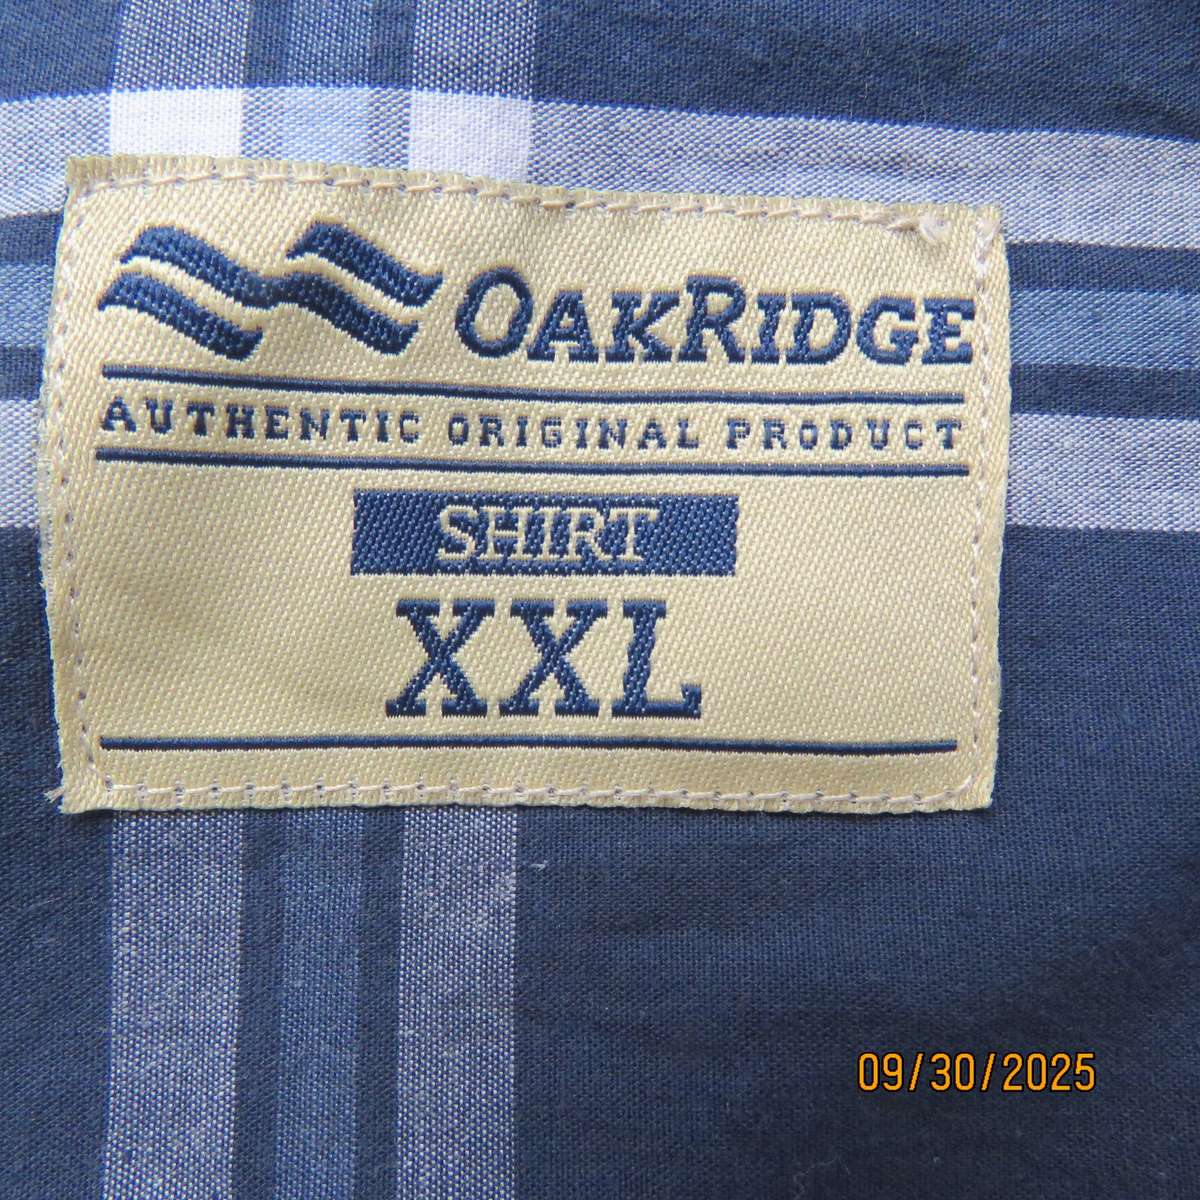 OAKRIDGE
AUTHENTIC ORIGINAL PRODUCT
SHIRT
XXL
09/30/2025